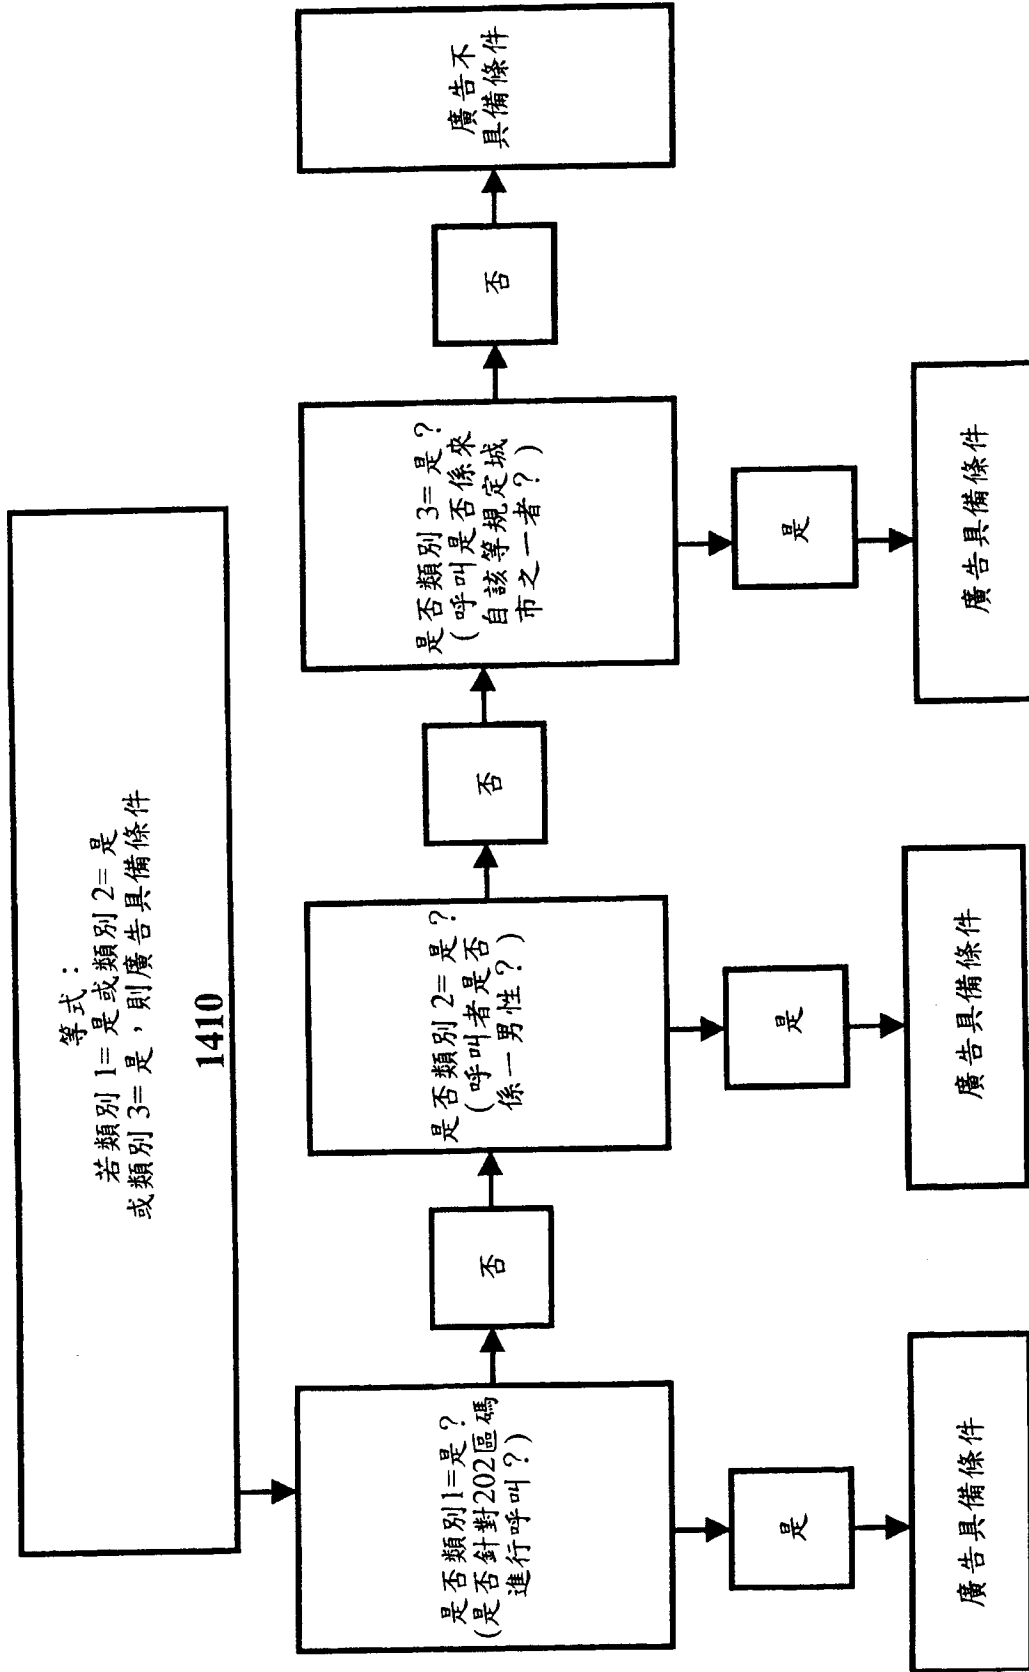 等式：
若類別 1= 是或類別 2= 是
或類別 3= 是，則廣告具備條件
1410
是否類別1=是？
(是否針對202區碼
進行呼叫？)
否
是否類別 2= 是？
(呼叫者是否
係一男性？)
否
是否類別 3= 是？
(呼叫是否係來
自該等規定城
市之一者？)
否
廣告不
具備條件
是
廣告具備條件
是
廣告具備條件
是
廣告具備條件